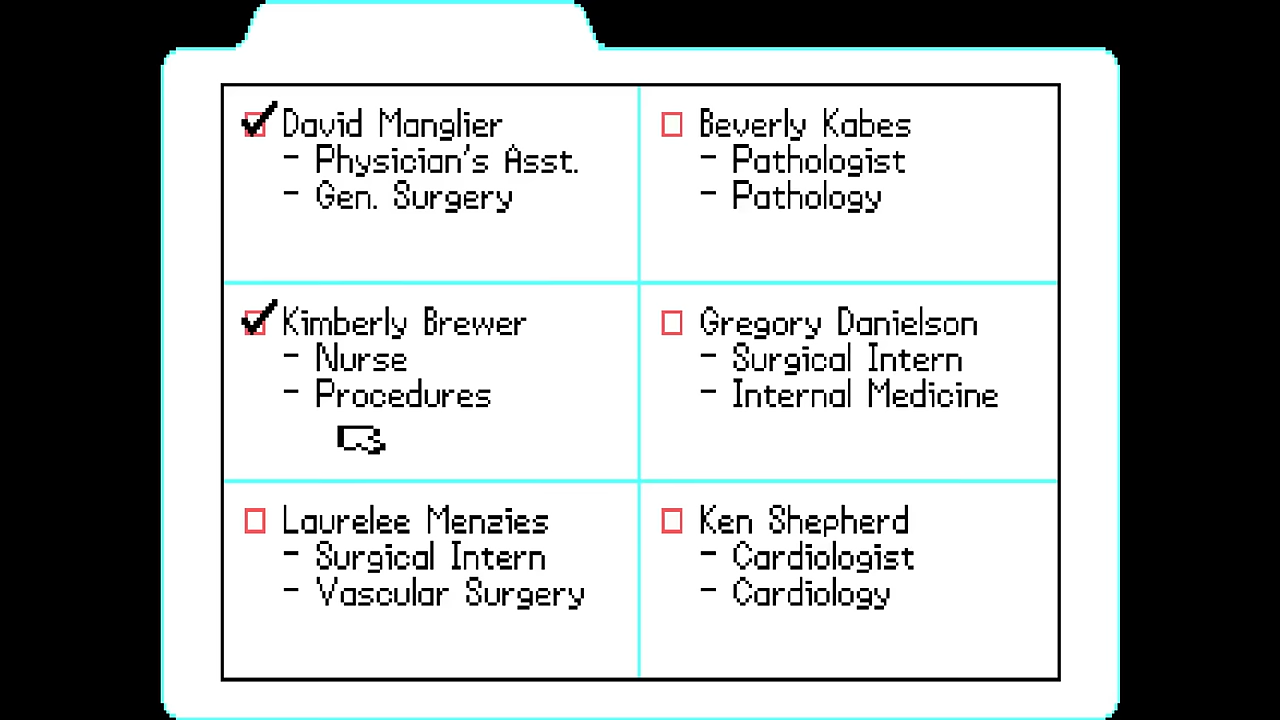 David Manglier
- Physician's Asst.
- Gen. Surgery
Beverly Kabes
- Pathologist
- Pathology
Kimberly Brewer
- Nurse
- Procedures
Gregory Danielson
- Surgical Intern
- Internal Medicine
Laurelee Menzies
- Surgical Intern
- Vascular Surgery
Ken Shepherd
- Cardiologist
- Cardiology